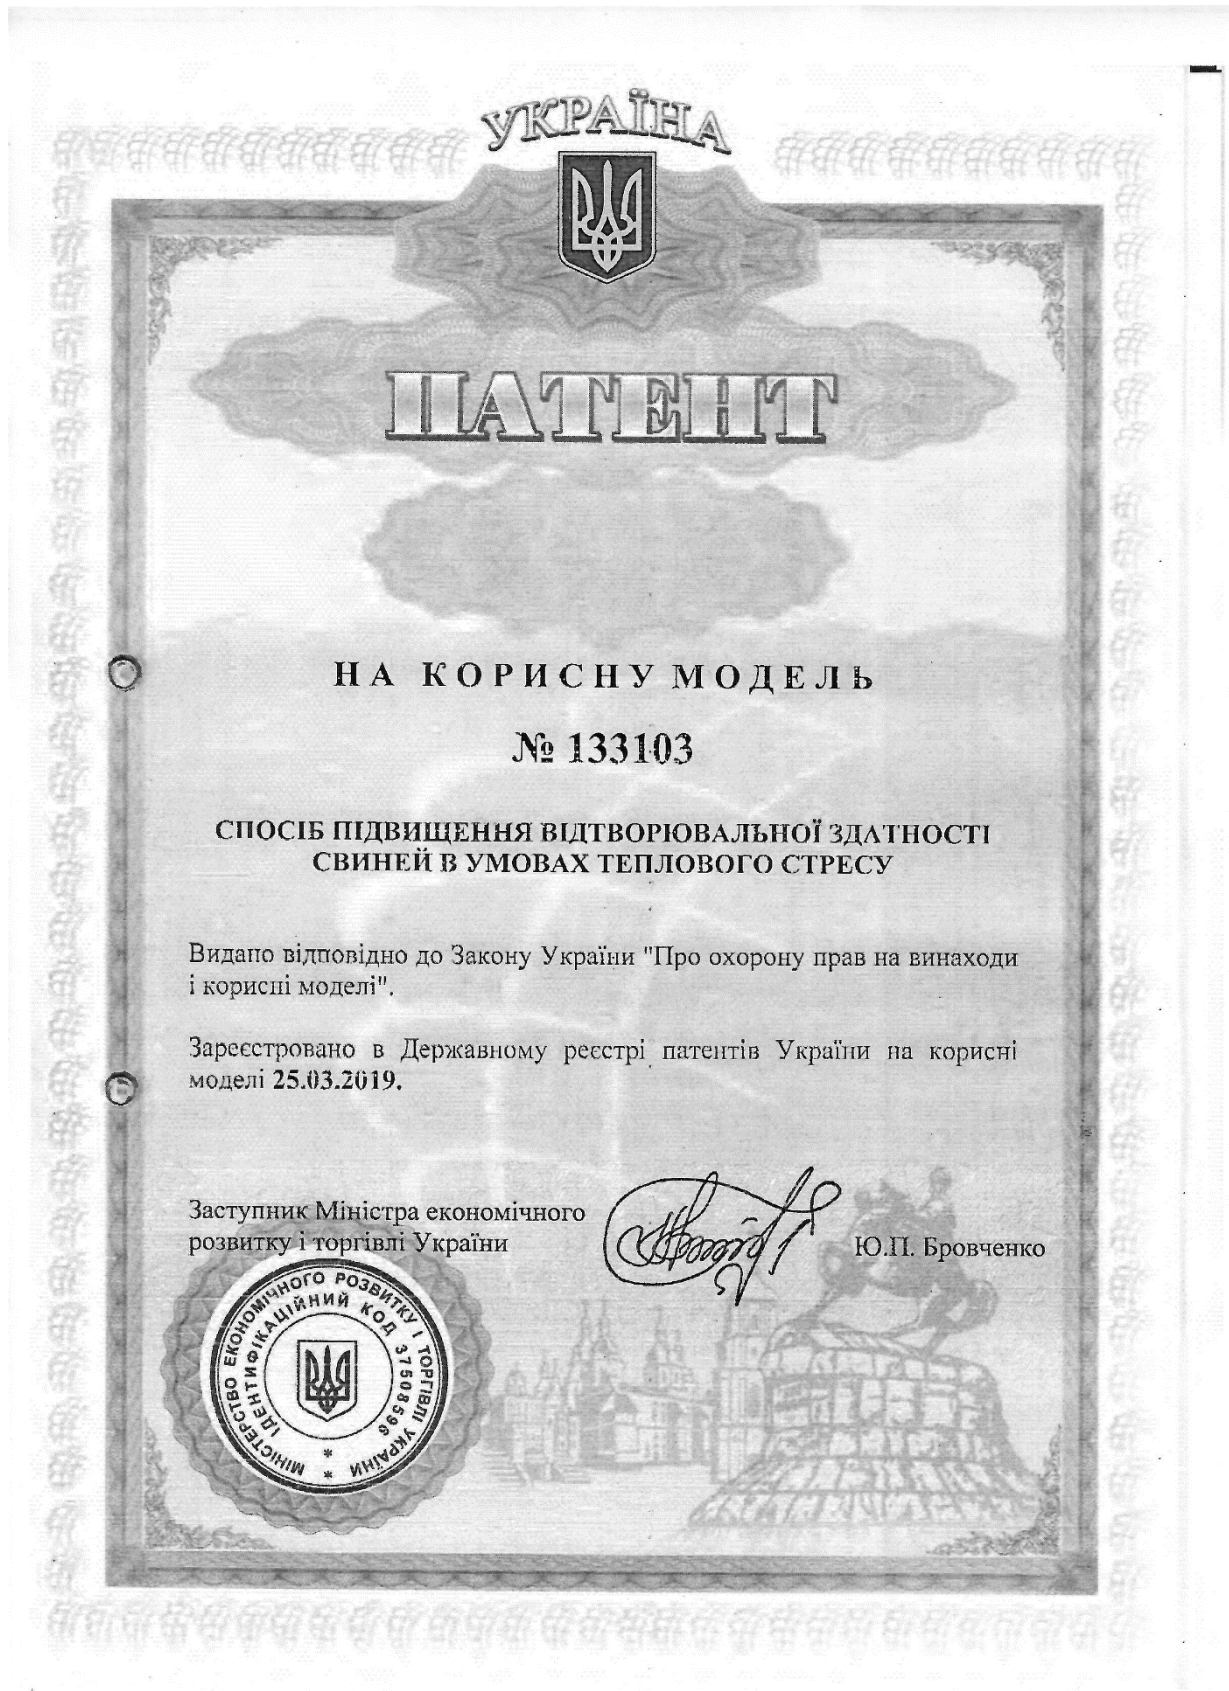 УКРАЇНА
ПАТЕНТ
НА КОРИСНУ МОДЕЛЬ
№ 133103
СПОСІБ ПІДВИЩЕННЯ ВІДТВОРЮВАЛЬНОЇ ЗДАТНОСТІ
СВИНЕЙ В УМОВАХ ТЕПЛОВОГО СТРЕСУ
Видано відповідно до Закону України "Про охорону прав на винаходи
і корисні моделі".
Зареєстровано в Державному реєстрі патентів України на корисні
моделі 25.03.2019.
Заступник Міністра економічного
розвитку і торгівлі України
Ю.П. Бровченко
МІНІСТЕРСТВО ЕКОНОМІЧНОГО РОЗВИТКУ І ТОРГІВЛІ УКРАЇНИ *
ІДЕНТИФІКАЦІЙНИЙ КОД 37508596 *